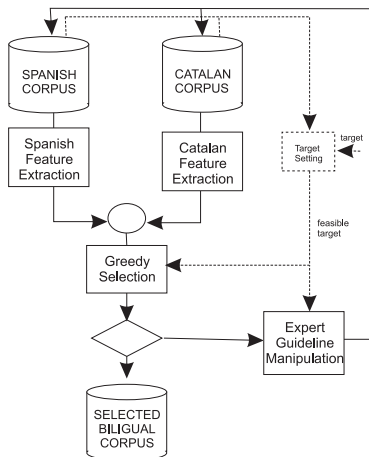 SPANISH
CORPUS
CATALAN
CORPUS
Spanish
Feature
Extraction
Catalan
Feature
Extraction
Target
Setting
target
feasible
target
Greedy
Selection
Expert
Guideline
Manipulation
SELECTED
BILIGUAL
CORPUS